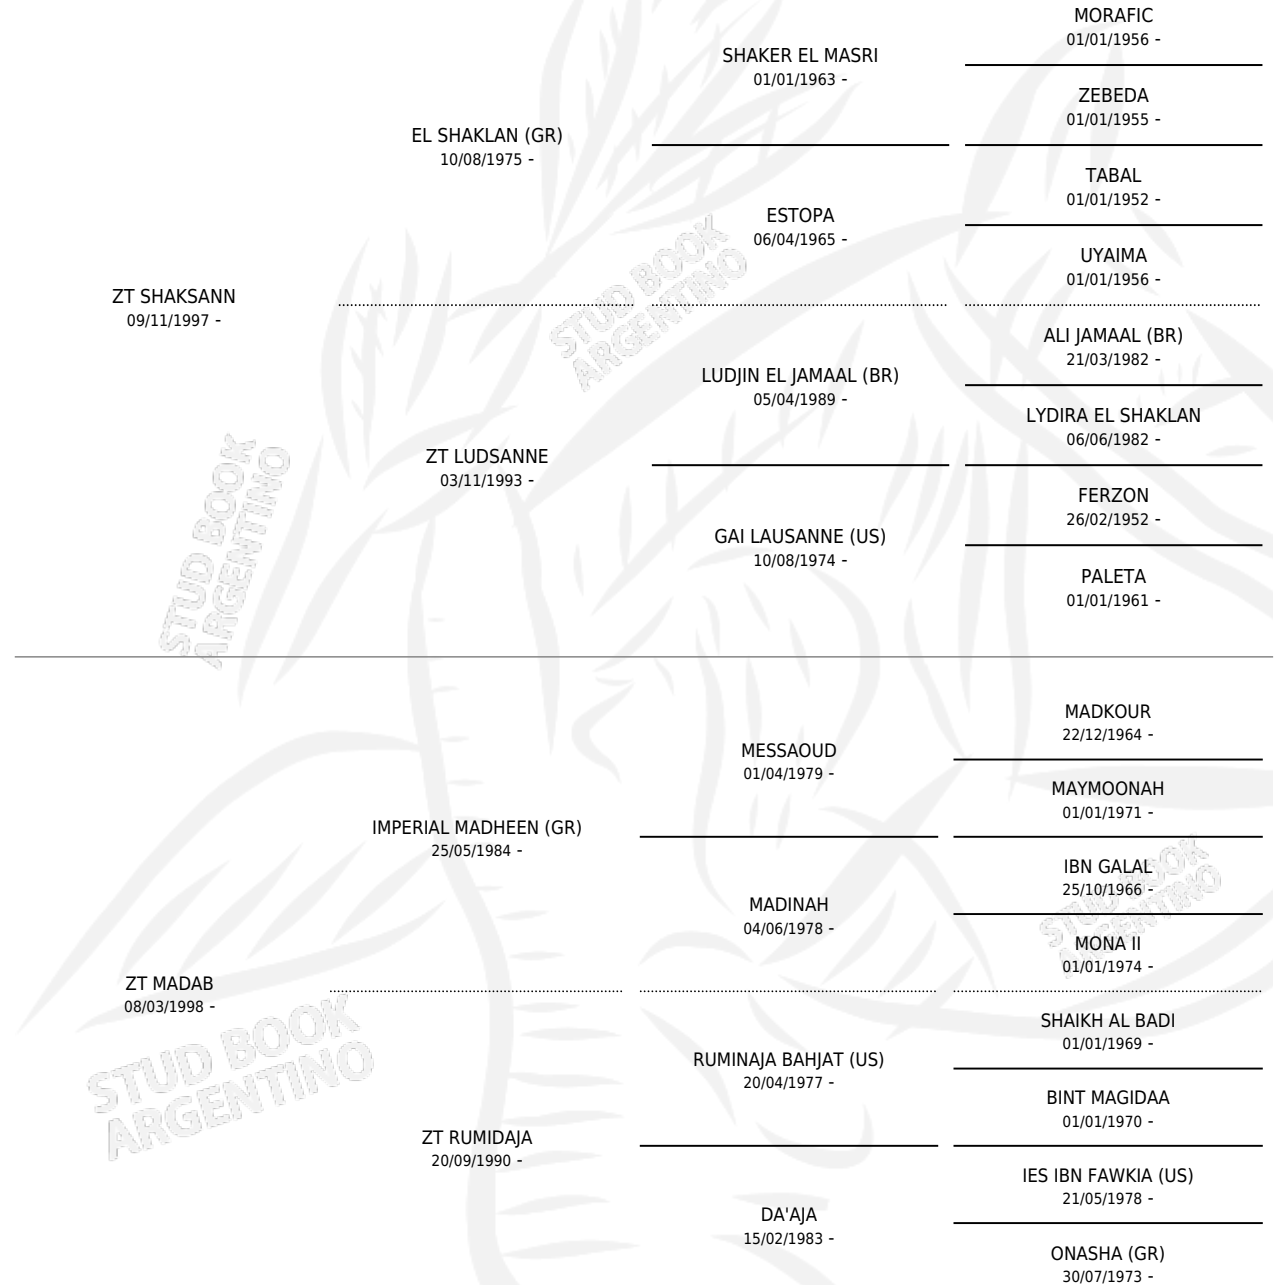 MORAFIC
01/01/1956 -
SHAKER EL MASRI
01/01/1963 -
ZEBEDA
01/01/1955 -
EL SHAKLAN (GR)
10/08/1975 -
TABAL
01/01/1952 -
ESTOPA
06/04/1965 -
UYAIMA
01/01/1956 -
ZT SHAKSANN
09/11/1997 -
STUD BOOK
ARGENTINO
ALI JAMAAL (BR)
21/03/1982 -
LUDJIN EL JAMAAL (BR)
05/04/1989 -
LYDIRA EL SHAKLAN
06/06/1982 -
ZT LUDSANNE
03/11/1993 -
FERZON
26/02/1952 -
GAI LAUSANNE (US)
10/08/1974 -
PALETA
01/01/1961 -
STUD BOOK
ARGENTINO
MADKOUR
22/12/1964 -
MESSAOUD
01/04/1979 -
MAYMOONAH
01/01/1971 -
IMPERIAL MADHEEN (GR)
25/05/1984 -
IBN GALAL
25/10/1966 -
MADINAH
04/06/1978 -
MONA II
01/01/1974 -
STUD BOOK
ARGENTINO
ZT MADAB
08/03/1998 -
SHAIKH AL BADI
01/01/1969 -
RUMINAJA BAHJAT (US)
20/04/1977 -
BINT MAGIDAA
01/01/1970 -
STUD BOOK
ARGENTINO
ZT RUMIDAJA
20/09/1990 -
IES IBN FAWKIA (US)
21/05/1978 -
DA'AJA
15/02/1983 -
ONASHA (GR)
30/07/1973 -